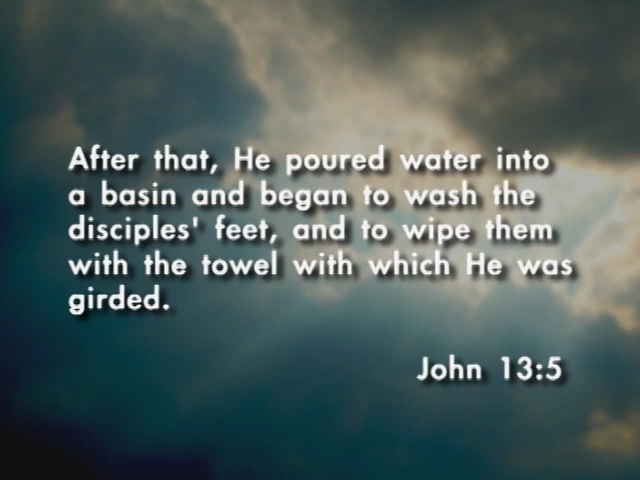 After that, He poured water into
a basin and began to wash the
disciples' feet, and to wipe them
with the towel with which He was
girded.
John 13:5